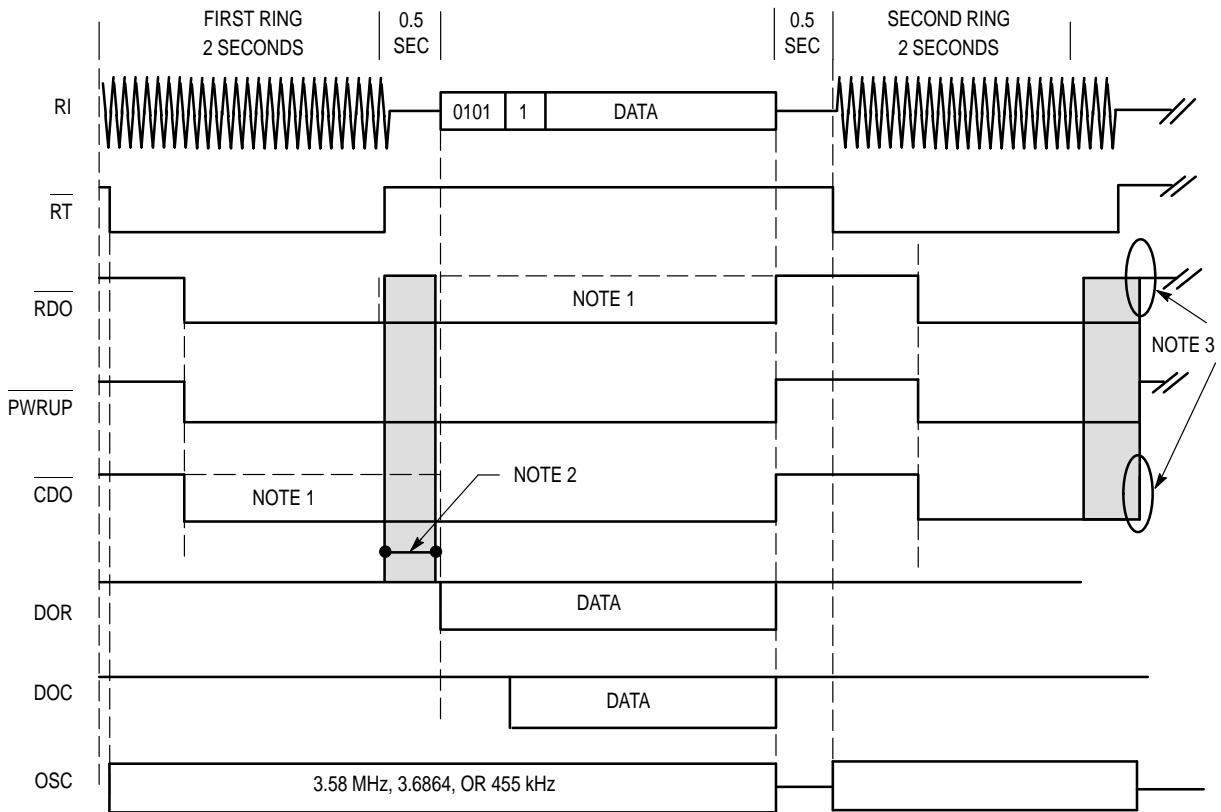 FIRST RING
2 SECONDS
0.5
SEC
0.5
SEC
SECOND RING
2 SECONDS
RI
0101
1
DATA
RT
RDO
NOTE 1
NOTE 3
PWRUP
CDO
NOTE 1
NOTE 2
DOR
DATA
DOC
DATA
OSC
3.58 MHz, 3.6864, OR 455 kHz